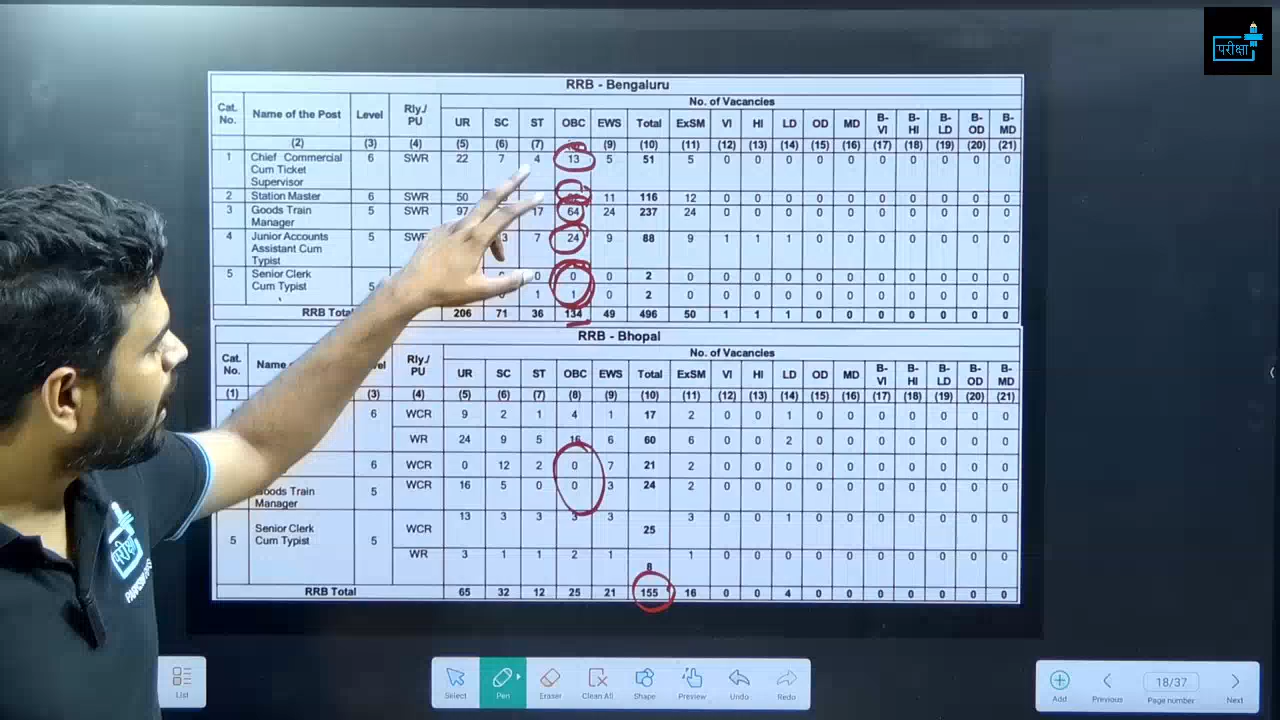 परीक्षा
RRB - Bengaluru
Cat. No. Name of the Post Level Rly./ PU No. of Vacancies
UR SC ST OBC EWS Total ExSM VI HI LD OD MD B-VI B-HI B-LD B-OD B-MD
(2) (3) (4) (5) (6) (7) (9) (10) (11) (12) (13) (14) (15) (16) (17) (18) (19) (20) (21)
1 Chief Commercial Cum Ticket Supervisor 6 SWR 22 7 4 13 5 51 5 0 0 0 0 0 0 0 0 0 0
2 Station Master 6 SWR 50 11 116 12 0 0 0 0 0 0 0 0 0 0
3 Goods Train Manager 5 SWR 97 17 64 24 237 24 0 0 0 0 0 0 0 0 0 0
4 Junior Accounts Assistant Cum Typist 5 7 24 9 88 9 1 1 1 0 0 0 0 0 0 0
5 Senior Clerk Cum Typist 5 0 0 0 2 0 0 0 0 0 0 0 0 0 0 0
1 0 2 0 0 0 0 0 0 0 0 0 0 0
RRB Total 206 71 36 134 49 496 50 1 1 1 0 0 0 0 0 0 0
RRB - Bhopal
Cat. No. Rly./ PU No. of Vacancies
UR SC ST OBC EWS Total ExSM VI HI LD OD MD B-VI B-HI B-LD B-OD B-MD
(1) (3) (4) (5) (6) (7) (8) (9) (10) (11) (12) (13) (14) (15) (16) (17) (18) (19) (20) (21)
6 WCR 9 2 1 4 1 17 2 0 0 1 0 0 0 0 0 0 0
WR 24 9 5 16 6 60 6 0 0 2 0 0 0 0 0 0 0
6 WCR 0 12 2 0 7 21 2 0 0 0 0 0 0 0 0 0 0
Goods Train Manager 5 WCR 16 5 0 0 3 24 2 0 0 0 0 0 0 0 0 0 0
5 Senior Clerk Cum Typist 5 WCR 13 3 3 3 3 25 3 0 0 1 0 0 0 0 0 0 0
WR 3 1 1 2 1 8 1 0 0 0 0 0 0 0 0 0 0
RRB Total 65 32 12 25 21 155 16 0 0 4 0 0 0 0 0 0 0
परीक्षा
List Select Pen Eraser Clean All Shape Preview Undo Redo Add Previous 18/37 Page number Next